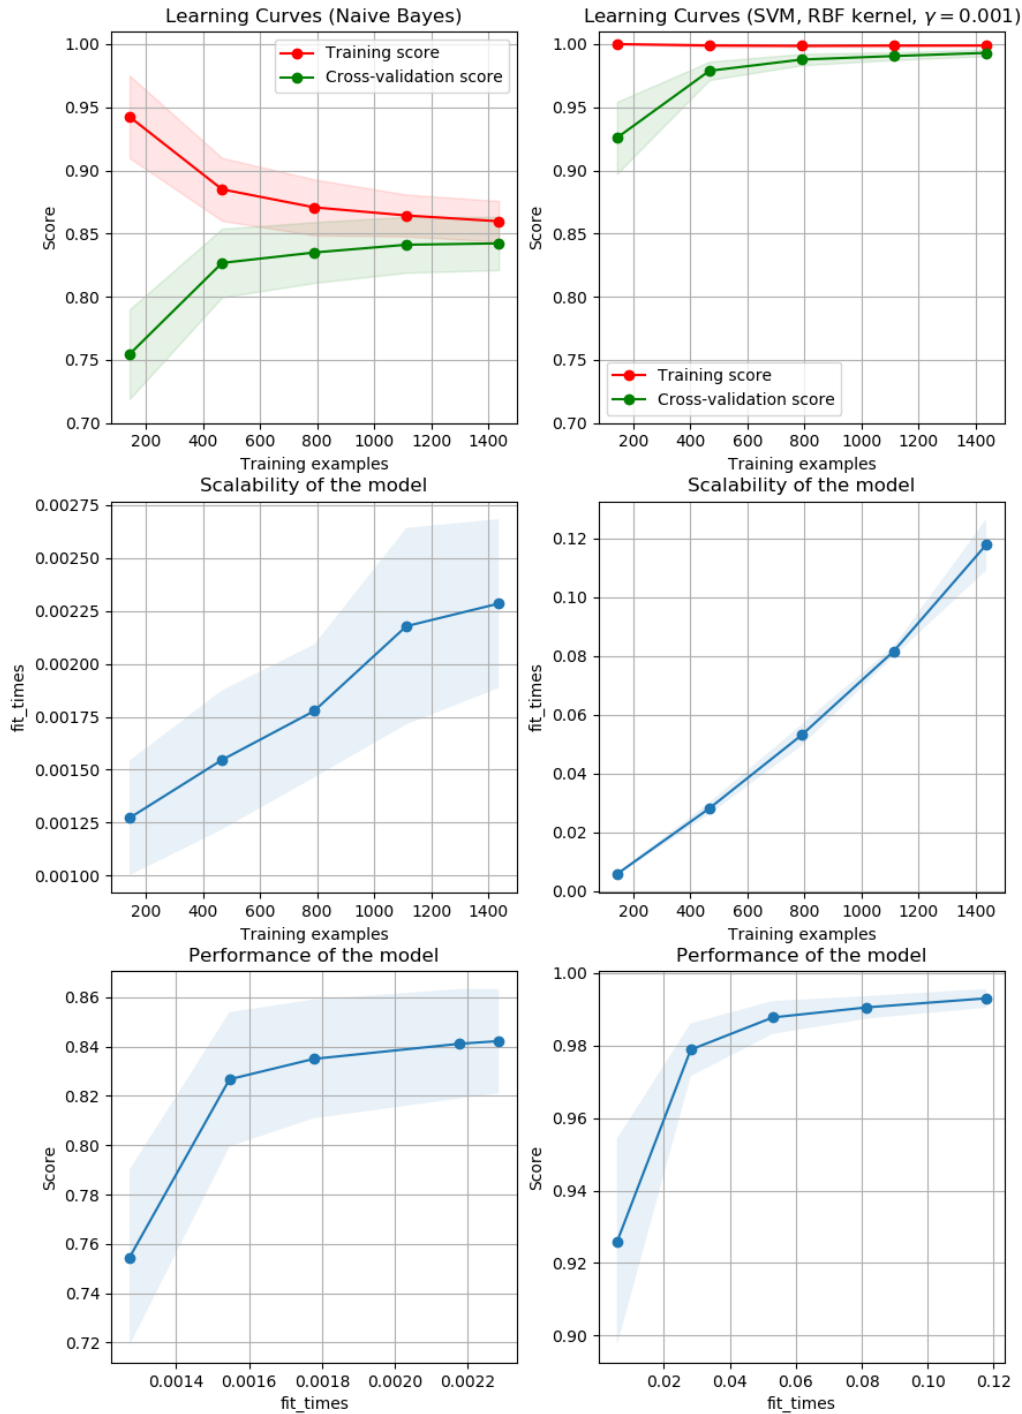 Learning Curves (Naive Bayes)
1.00
0.95
0.90
0.85
0.80
0.75
0.70
Score
Training score
Cross-validation score
200 400 600 800 1000 1200 1400
Training examples
Learning Curves (SVM, RBF kernel, γ = 0.001)
1.00
0.95
0.90
0.85
0.80
0.75
0.70
Score
Training score
Cross-validation score
200 400 600 800 1000 1200 1400
Training examples
Scalability of the model
0.00275
0.00250
0.00225
0.00200
0.00175
0.00150
0.00125
0.00100
fit_times
200 400 600 800 1000 1200 1400
Training examples
Scalability of the model
0.12
0.10
0.08
0.06
0.04
0.02
0.00
fit_times
200 400 600 800 1000 1200 1400
Training examples
Performance of the model
0.86
0.84
0.82
0.80
0.78
0.76
0.74
0.72
Score
0.0014 0.0016 0.0018 0.0020 0.0022
fit_times
Performance of the model
1.00
0.98
0.96
0.94
0.92
0.90
Score
0.02 0.04 0.06 0.08 0.10 0.12
fit_times